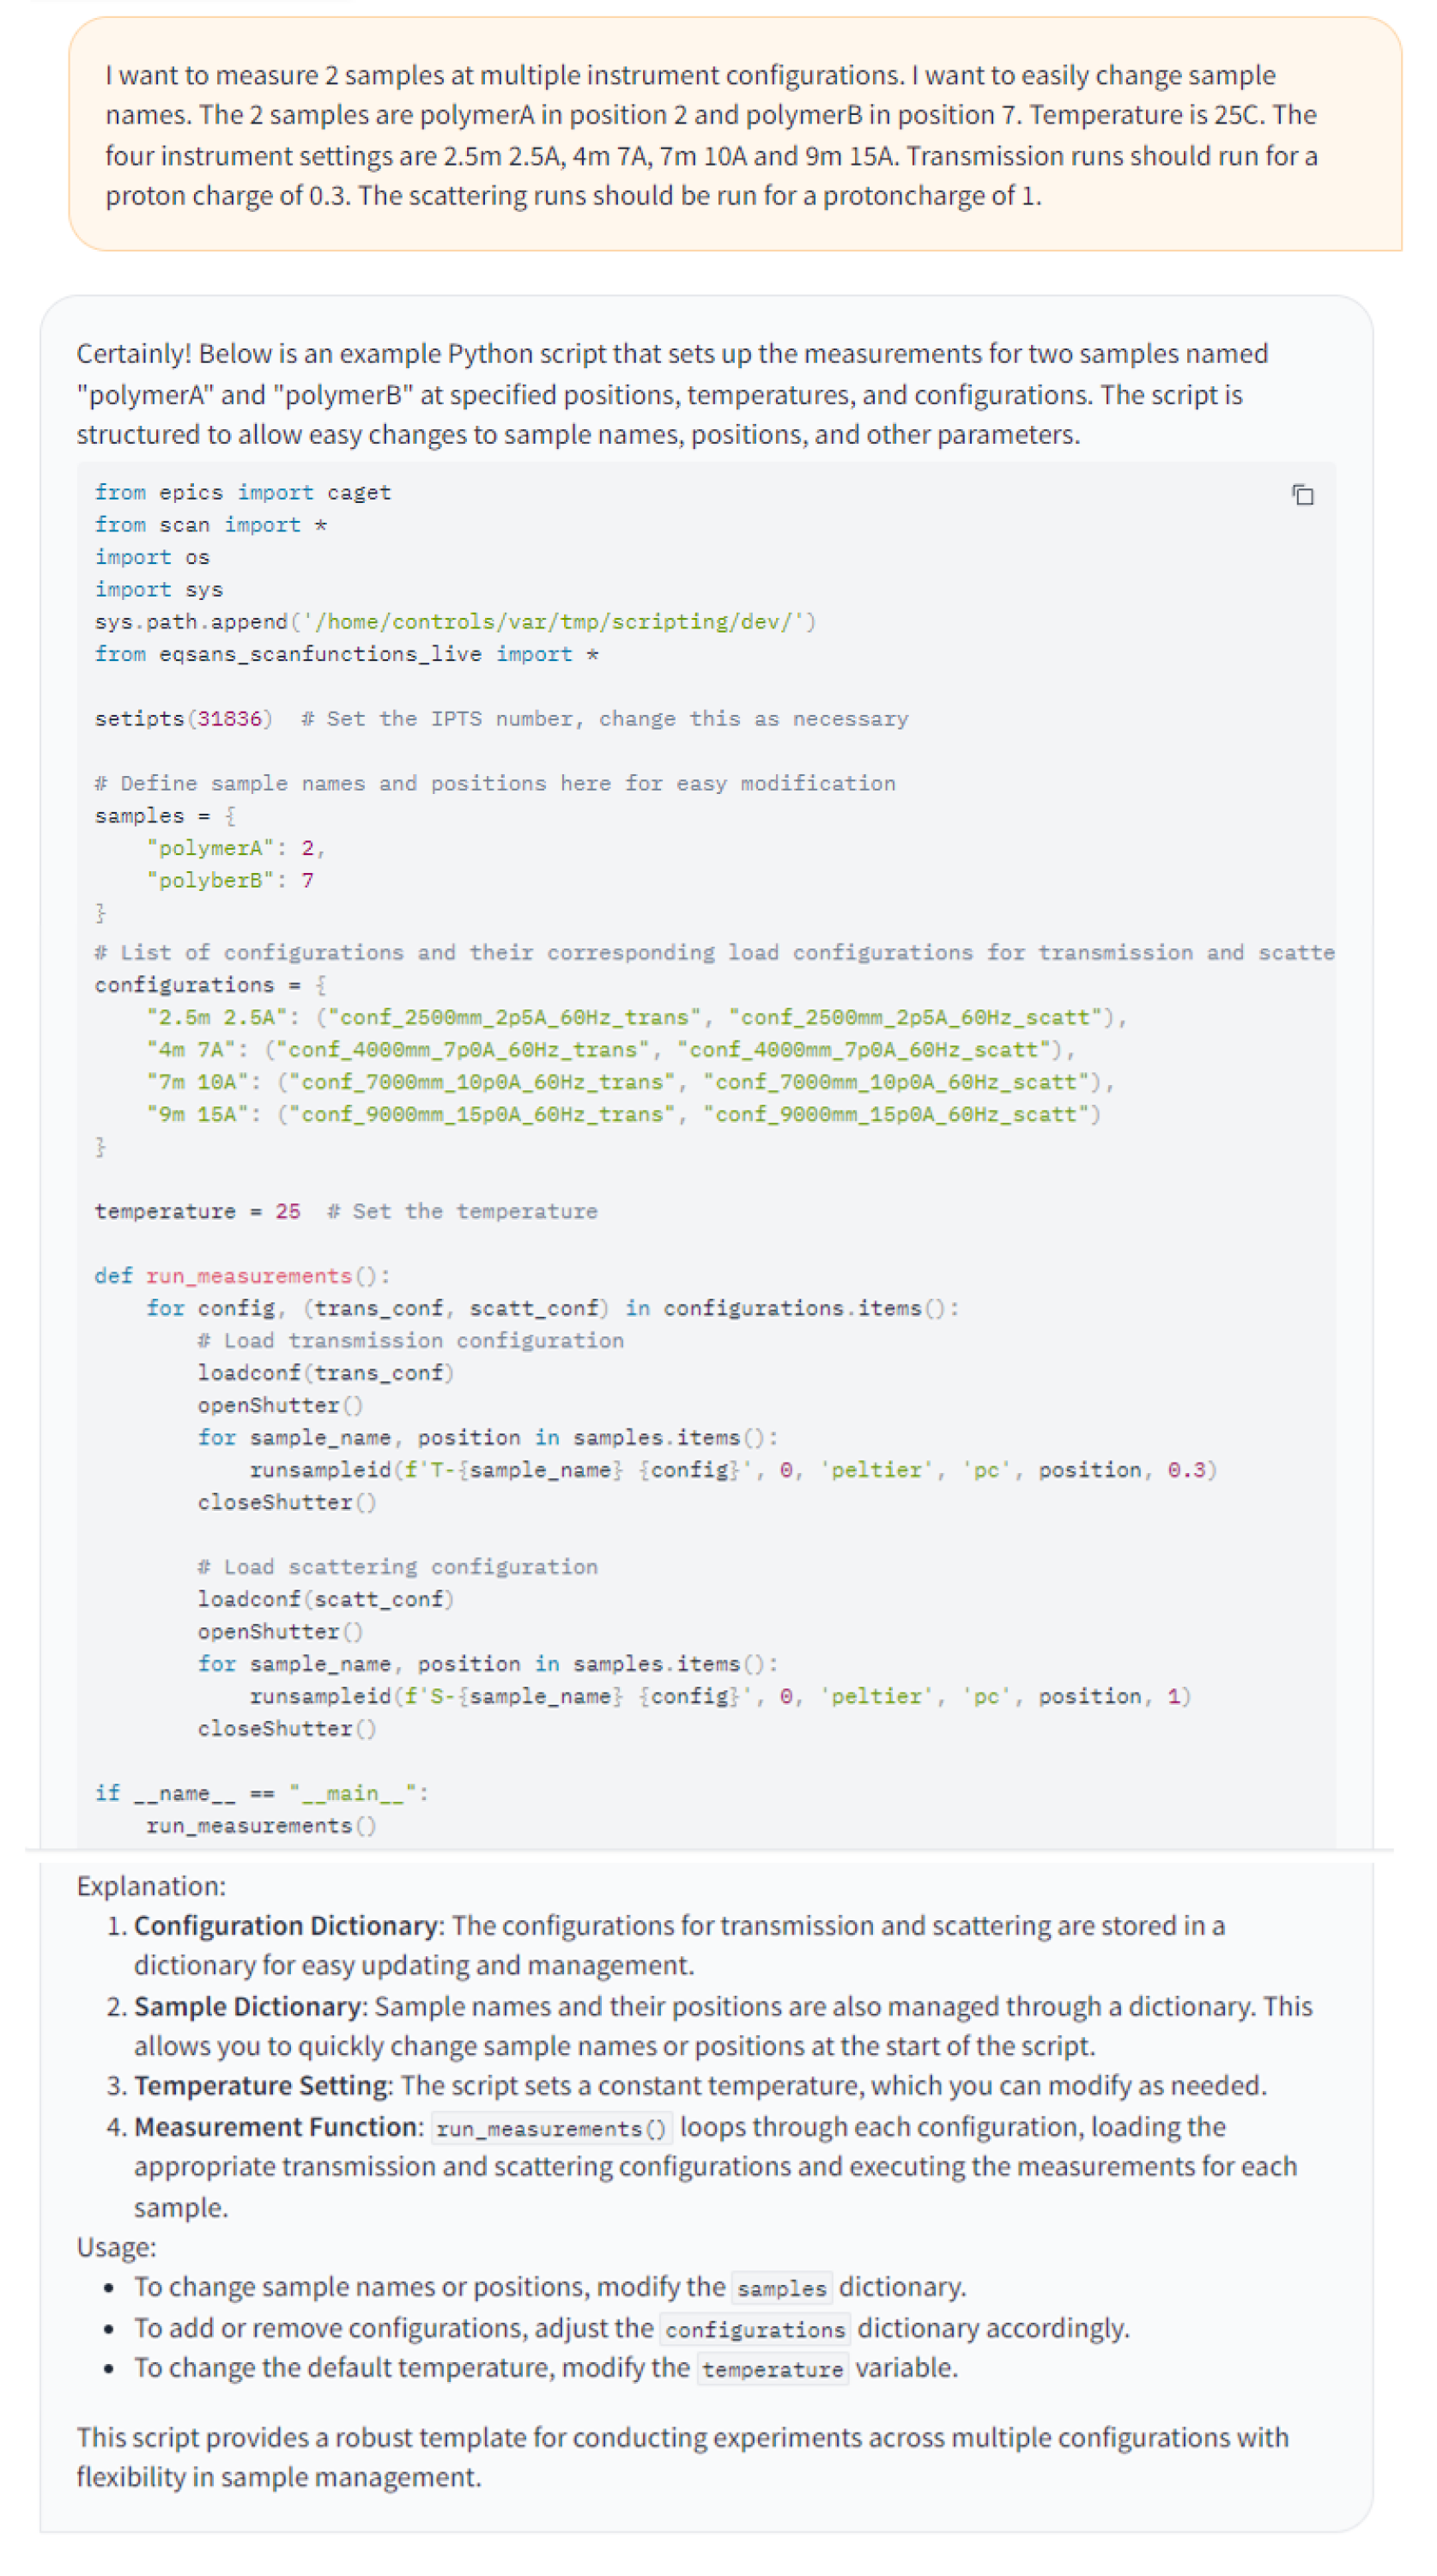 I want to measure 2 samples at multiple instrument configurations. I want to easily change sample
names. The 2 samples are polymerA in position 2 and polymerB in position 7. Temperature is 25C. The
four instrument settings are 2.5m 2.5A, 4m 7A, 7m 10A and 9m 15A. Transmission runs should run for a
proton charge of 0.3. The scattering runs should be run for a protoncharge of 1.
Certainly! Below is an example Python script that sets up the measurements for two samples named
"polymerA" and "polymerB" at specified positions, temperatures, and configurations. The script is
structured to allow easy changes to sample names, positions, and other parameters.
from epics import caget
from scan import *
import os
import sys
sys.path.append('/home/controls/var/tmp/scripting/dev/')
from eqsans_scanfunctions_live import *
setipts(31836)  # Set the IPTS number, change this as necessary
# Define sample names and positions here for easy modification
samples = {
    "polymerA": 2,
    "polyberB": 7
}
# List of configurations and their corresponding load configurations for transmission and scatte
configurations = {
    "2.5m 2.5A": ("conf_2500mm_2p5A_60Hz_trans", "conf_2500mm_2p5A_60Hz_scatt"),
    "4m 7A": ("conf_4000mm_7p0A_60Hz_trans", "conf_4000mm_7p0A_60Hz_scatt"),
    "7m 10A": ("conf_7000mm_10p0A_60Hz_trans", "conf_7000mm_10p0A_60Hz_scatt"),
    "9m 15A": ("conf_9000mm_15p0A_60Hz_trans", "conf_9000mm_15p0A_60Hz_scatt")
}
temperature = 25  # Set the temperature
def run_measurements():
    for config, (trans_conf, scatt_conf) in configurations.items():
        # Load transmission configuration
        loadconf(trans_conf)
        openShutter()
        for sample_name, position in samples.items():
            runsampleid(f'T-{sample_name} {config}', 0, 'peltier', 'pc', position, 0.3)
        closeShutter()
        # Load scattering configuration
        loadconf(scatt_conf)
        openShutter()
        for sample_name, position in samples.items():
            runsampleid(f'S-{sample_name} {config}', 0, 'peltier', 'pc', position, 1)
        closeShutter()
if __name__ == "__main__":
    run_measurements()
Explanation:
1. Configuration Dictionary: The configurations for transmission and scattering are stored in a
dictionary for easy updating and management.
2. Sample Dictionary: Sample names and their positions are also managed through a dictionary. This
allows you to quickly change sample names or positions at the start of the script.
3. Temperature Setting: The script sets a constant temperature, which you can modify as needed.
4. Measurement Function: run_measurements() loops through each configuration, loading the
appropriate transmission and scattering configurations and executing the measurements for each
sample.
Usage:
• To change sample names or positions, modify the samples dictionary.
• To add or remove configurations, adjust the configurations dictionary accordingly.
• To change the default temperature, modify the temperature variable.
This script provides a robust template for conducting experiments across multiple configurations with
flexibility in sample management.